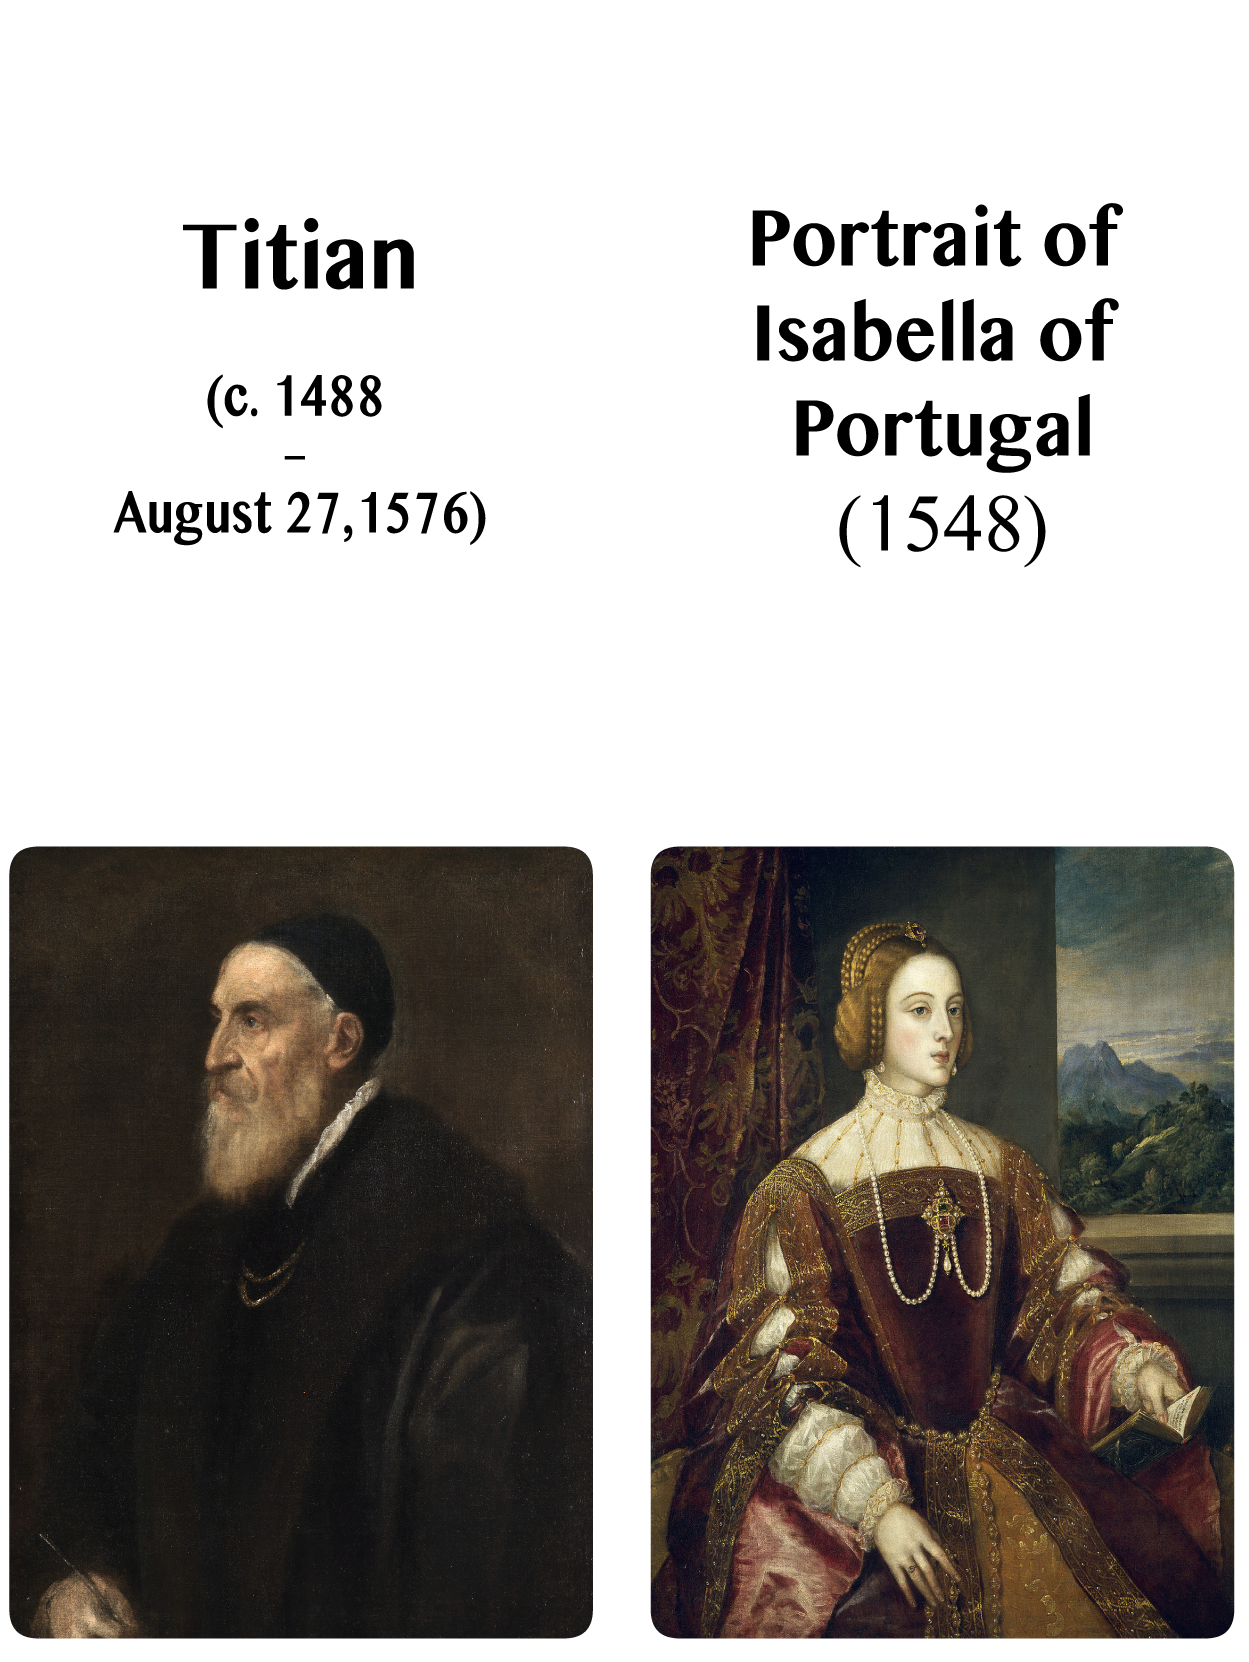 Titian
(c. 1488
–
August 27,1576)
Portrait of
Isabella of
Portugal
(1548)